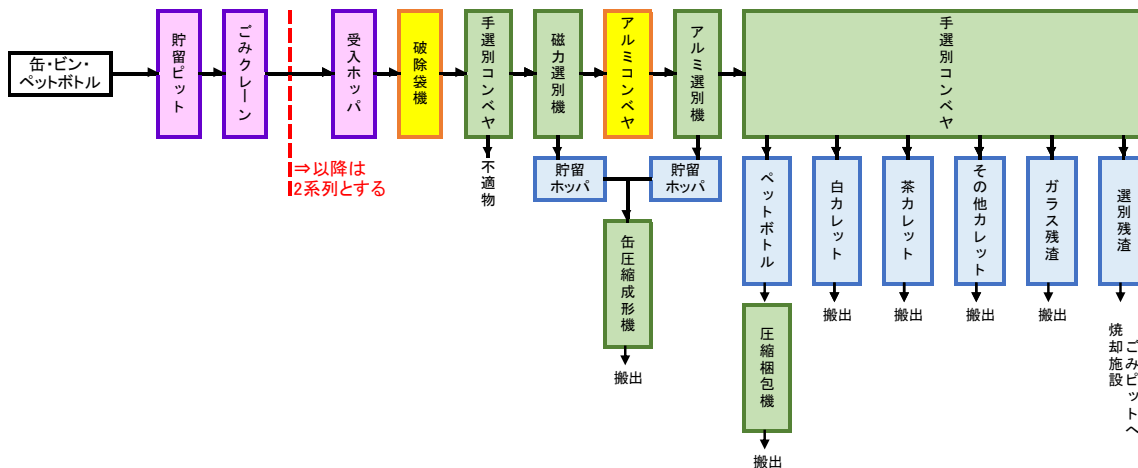 缶・ビン・
ペットボトル
貯留ピット
ごみクレーン
⇒以降は
2系列とする
受入ホッパ
破除袋機
手選別コンベヤ
不適物
磁力選別機
アルミコンベヤ
アルミ選別機
手選別コンベヤ
貯留
ホッパ
貯留
ホッパ
缶圧縮成形機
搬出
ペットボトル
圧縮梱包機
搬出
白カレット
搬出
茶カレット
搬出
その他カレット
搬出
ガラス残渣
搬出
選別残渣
焼却施設
ごみピットへ